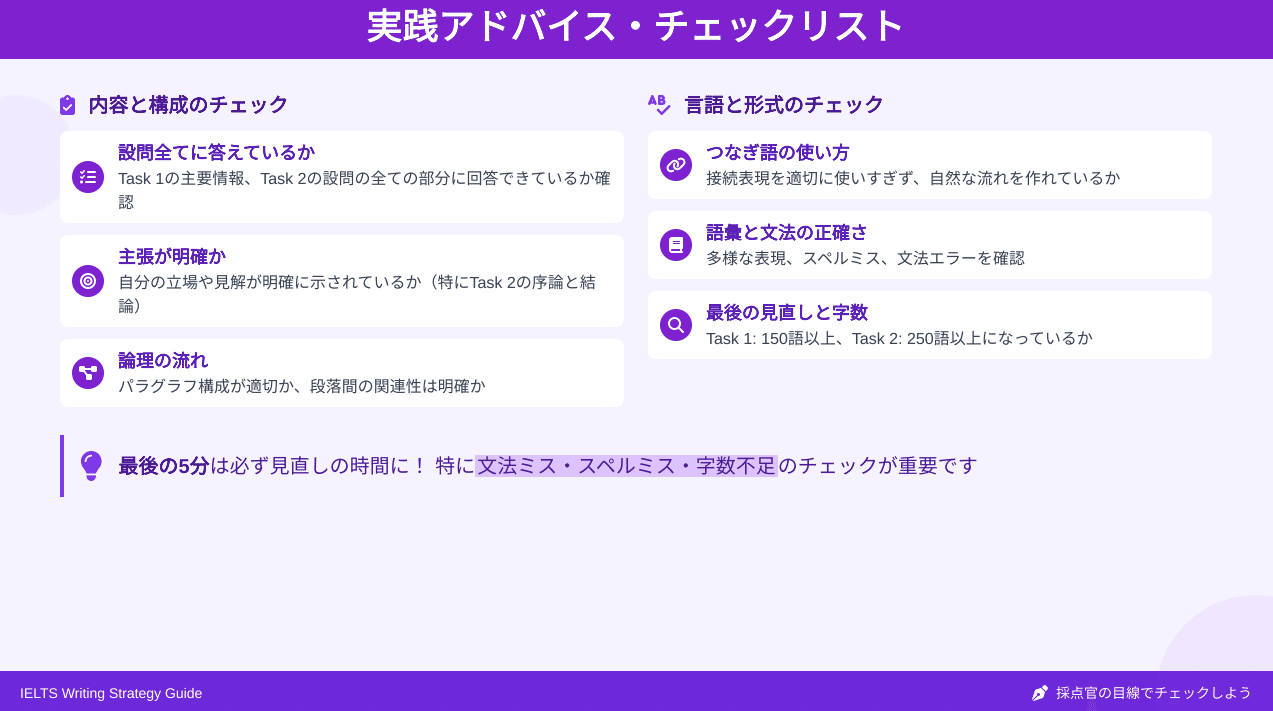 実践アドバイス・チェックリスト
内容と構成のチェック
設問全てに答えているか
Task 1の主要情報、Task 2の設問の全ての部分に回答できているか確
認
主張が明確か
自分の立場や見解が明確に示されているか（特にTask 2の序論と結
論）
論理の流れ
パラグラフ構成が適切か、段落間の関連性は明確か
AB
言語と形式のチェック
つなぎ語の使い方
接続表現を適切に使いすぎず、自然な流れを作れているか
語彙と文法の正確さ
多様な表現、スペルミス、文法エラーを確認
最後の見直しと字数
Task 1: 150語以上、Task 2: 250語以上になっているか
最後の5分は必ず見直しの時間に！ 特に文法ミス・スペルミス・字数不足のチェックが重要です
IELTS Writing Strategy Guide
採点官の目線でチェックしよう